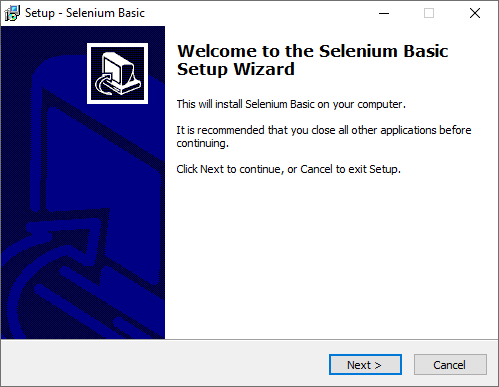 Setup - Selenium Basic
Welcome to the Selenium Basic
Setup Wizard
This will install Selenium Basic on your computer.
It is recommended that you close all other applications before
continuing.
Click Next to continue, or Cancel to exit Setup.
Next >
Cancel